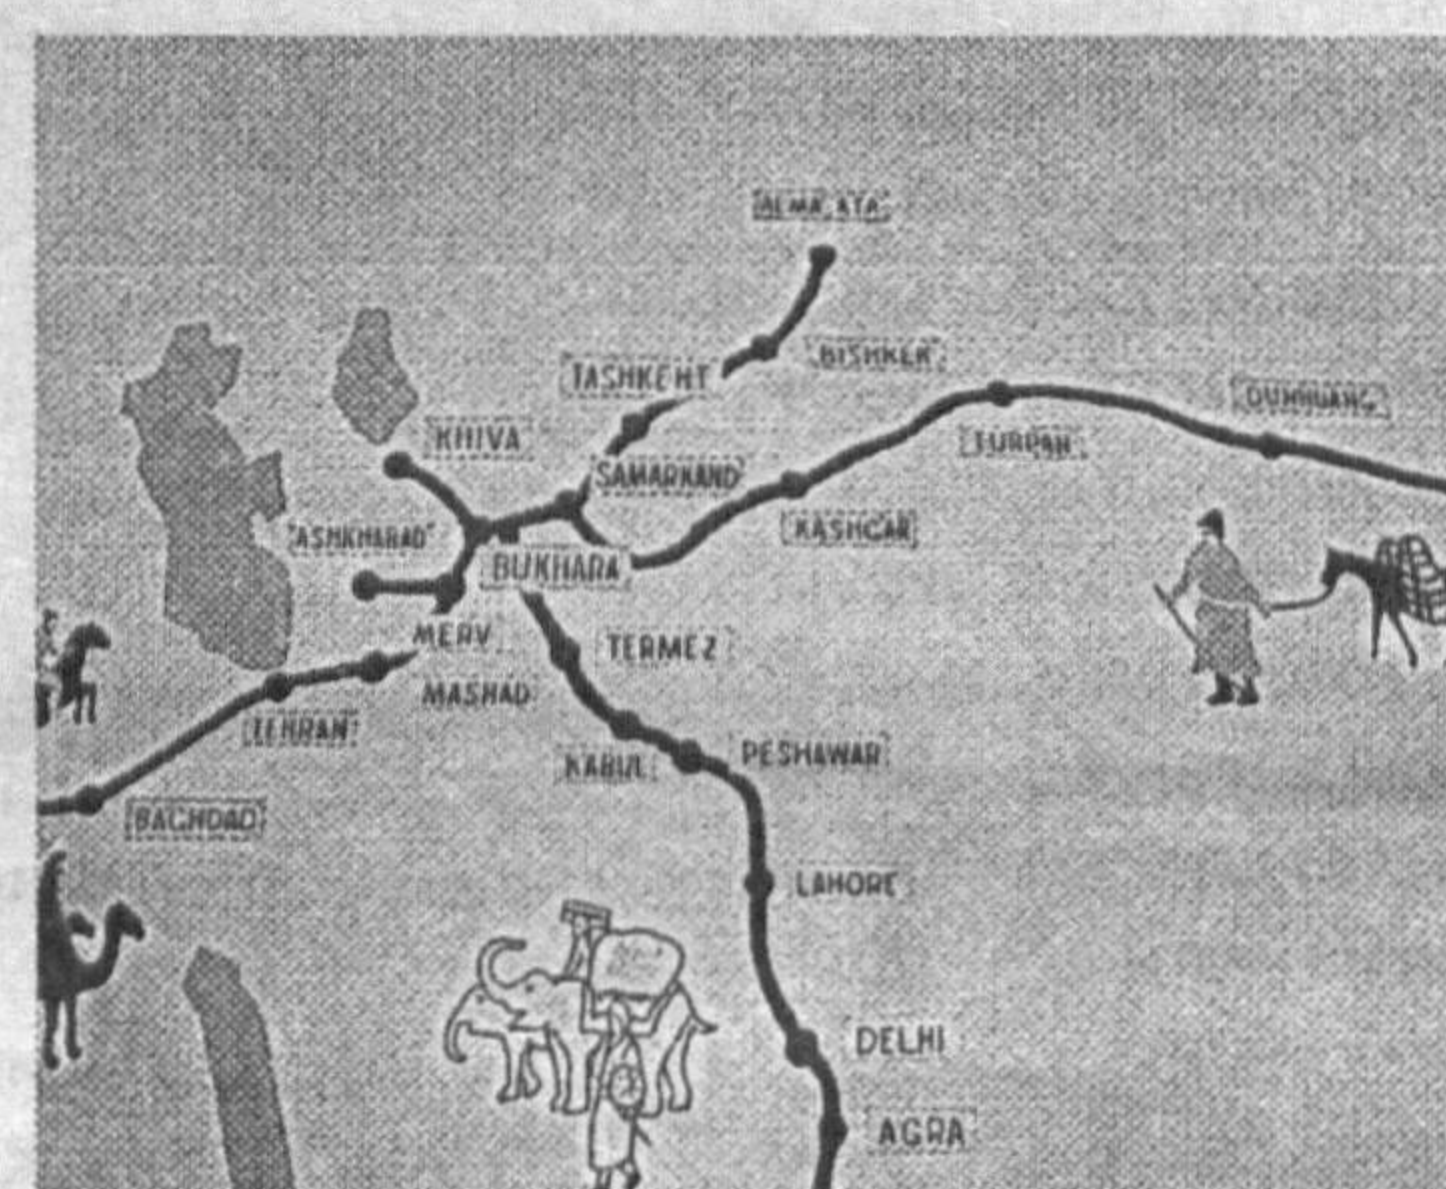 ALMA ATA
BISHKEK
TASHKENT
DUNHUANG
KHIVA
TURPAN
SAMARKAND
KASHGAR
"ASHKHABAD"
BUKHARA
MERV
TERMEZ
MASHAD
TEHRAN
KABUL
PESHAWAR
BAGHDAD
LAHORE
DELHI
AGRA